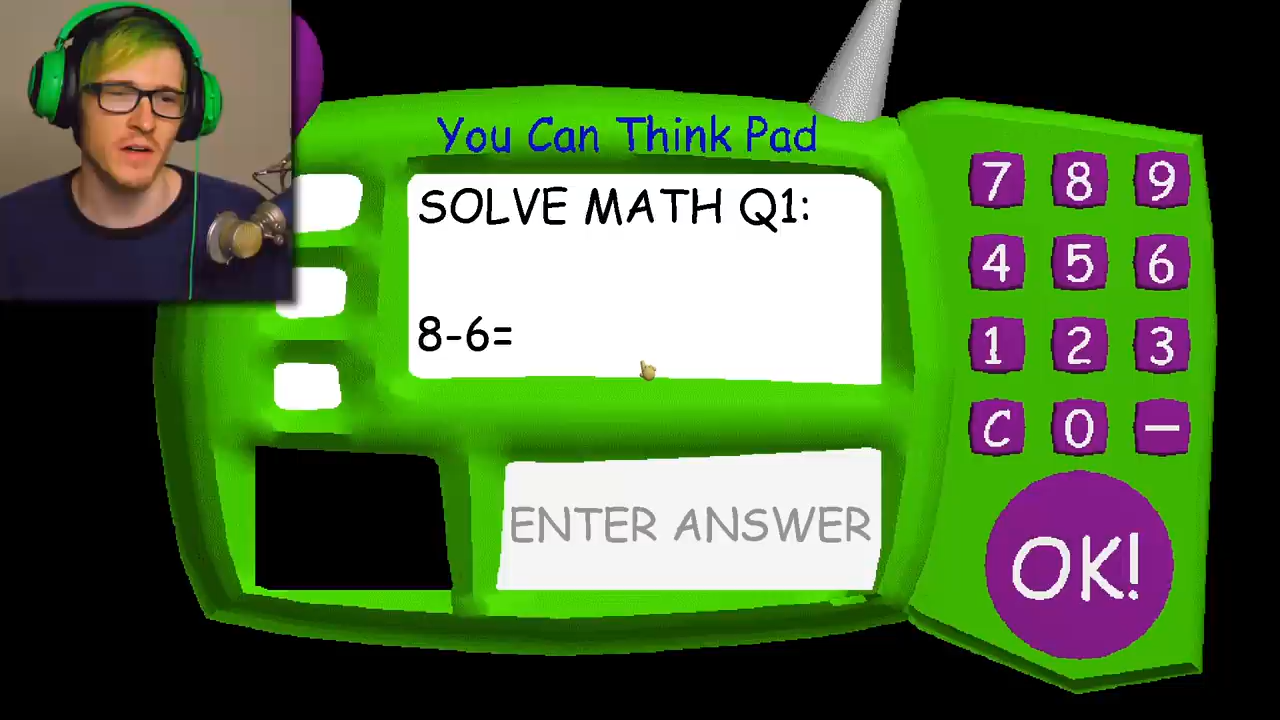 You Can Think Pad
SOLVE MATH Q1:
8-6=
7 8 9
4 5 6
1 2 3
C 0 —
ENTER ANSWER
OK!